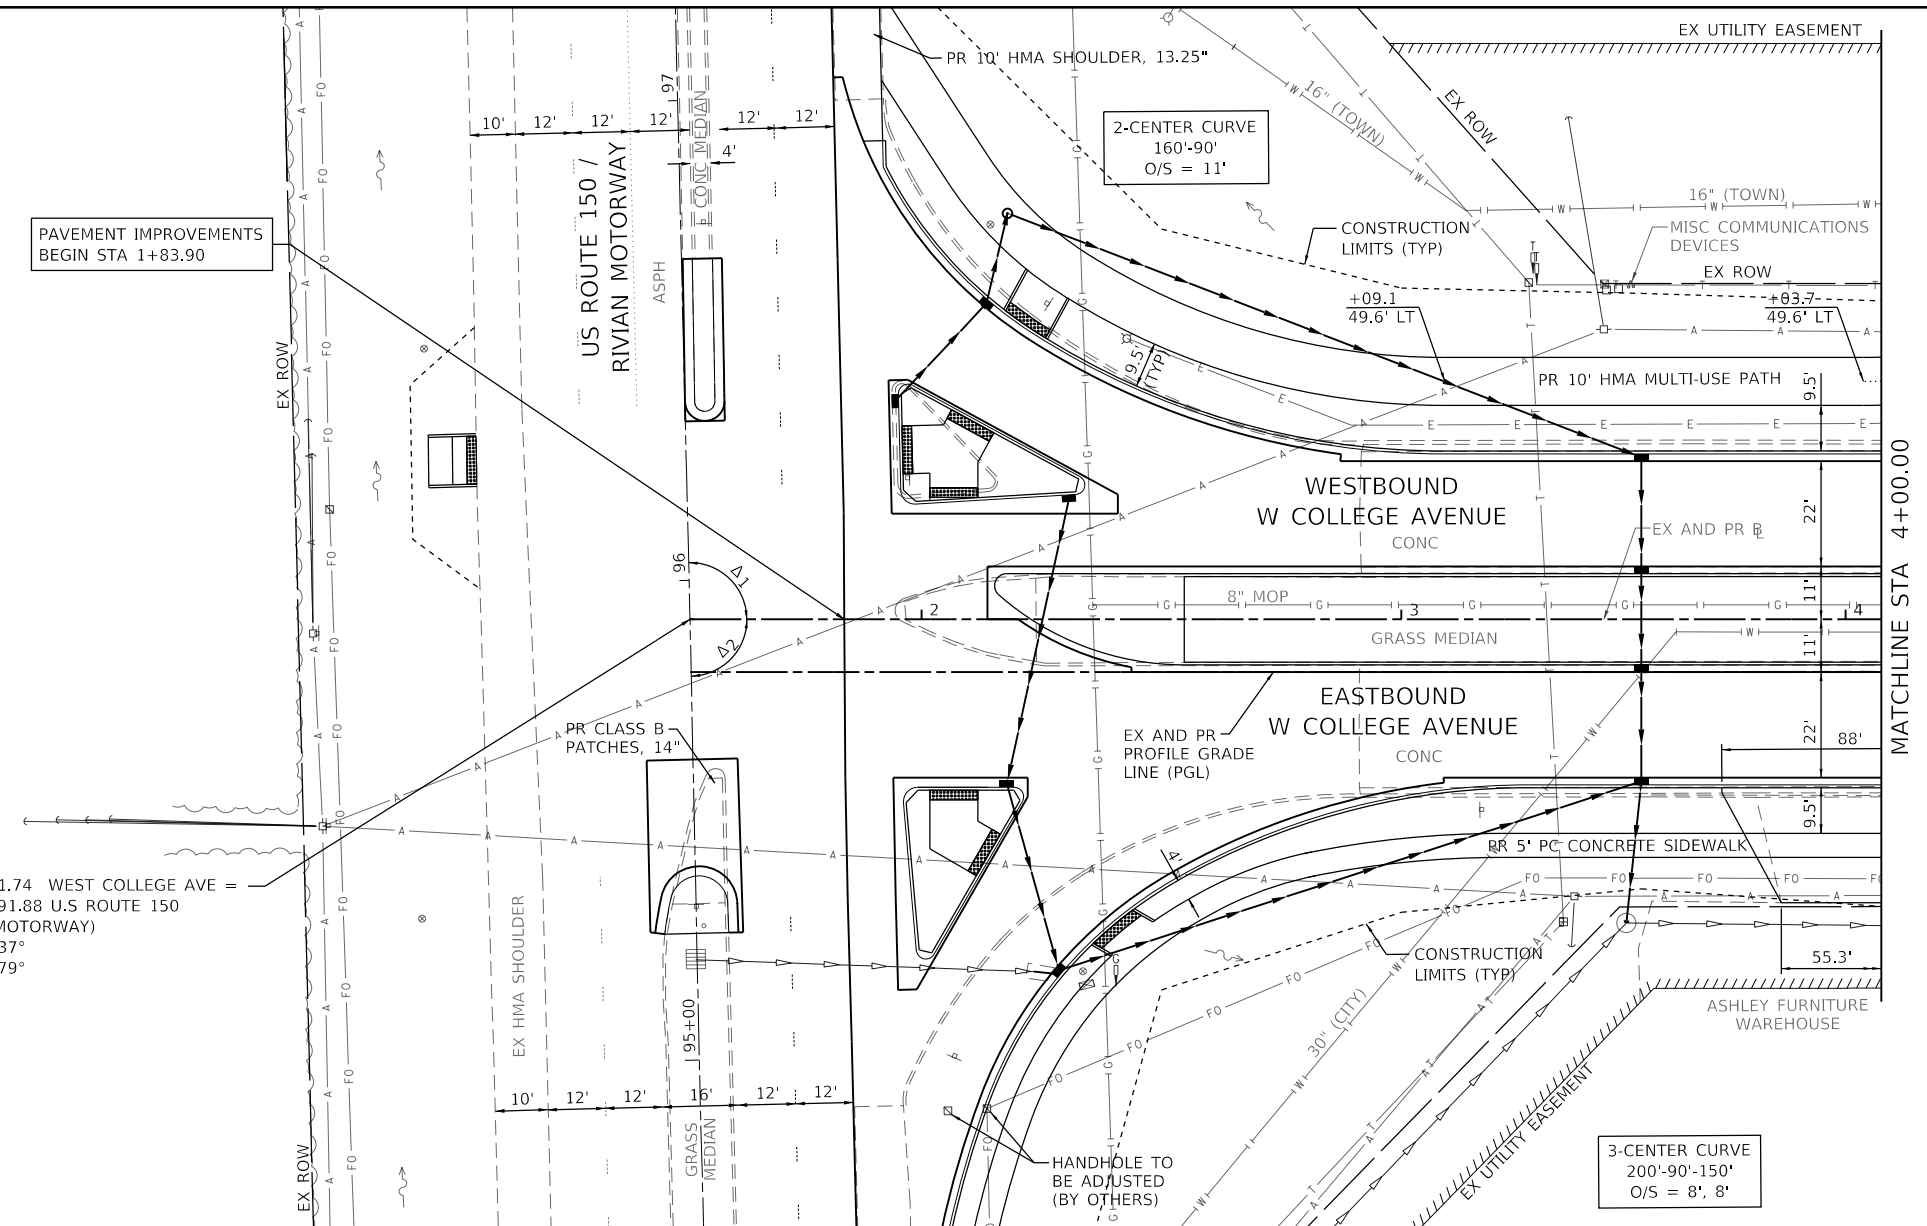 EX UTILITY EASEMENT
PR 10' HMA SHOULDER, 13.25"
2-CENTER CURVE
160'-90'
O/S = 11'
16" (TOWN)
EX ROW
97
CONC MEDIAN
10'
12'
12'
12'
12'
12'
4'
US ROUTE 150 /
RIVIAN MOTORWAY
ASPH
PAVEMENT IMPROVEMENTS
BEGIN STA 1+83.90
16" (TOWN)
CONSTRUCTION
LIMITS (TYP)
MISC COMMUNICATIONS
DEVICES
EX ROW
+09.1
49.6' LT
+03.7
49.6' LT
EX ROW
9.5'
(TYP)
PR 10' HMA MULTI-USE PATH
9.5'
WESTBOUND
W COLLEGE AVENUE
CONC
22'
EX AND PR BL
MATCHLINE STA 4+00.00
96
Δ1
Δ2
8" MOP
2
3
4
11'
GRASS MEDIAN
11'
EASTBOUND
W COLLEGE AVENUE
CONC
EX AND PR
PROFILE GRADE
LINE (PGL)
22'
88'
PR CLASS B
PATCHES, 14"
9.5'
4'
PR 5' PC CONCRETE SIDEWALK
1.74 WEST COLLEGE AVE =
91.88 U.S ROUTE 150
MOTORWAY)
37°
79°
EX HMA SHOULDER
95+00
CONSTRUCTION
LIMITS (TYP)
55.3'
ASHLEY FURNITURE
WAREHOUSE
30" (CITY)
EX UTILITY EASEMENT
10'
12'
12'
16'
12'
12'
GRASS
MEDIAN
EX ROW
HANDHOLE TO
BE ADJUSTED
(BY OTHERS)
3-CENTER CURVE
200'-90'-150'
O/S = 8', 8'